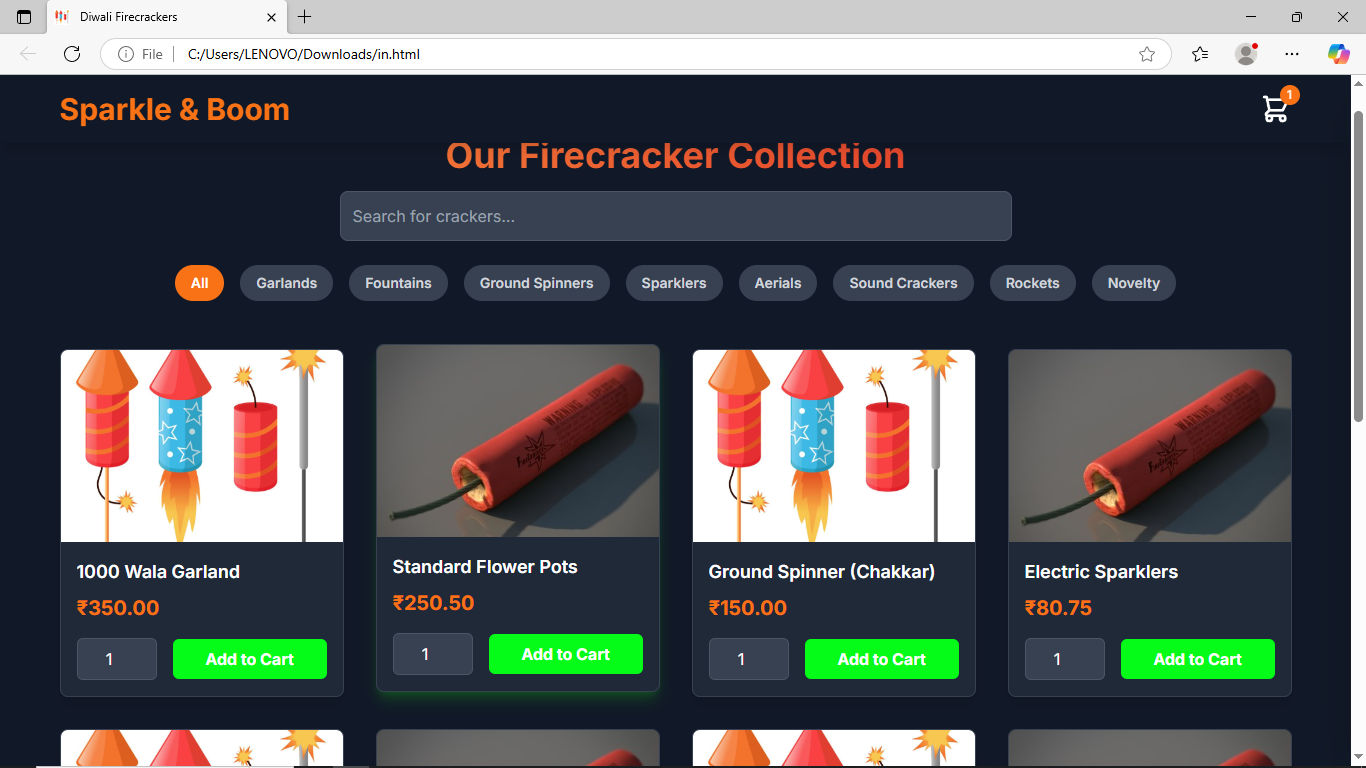 Diwali Firecrackers
File
C:/Users/LENOVO/Downloads/in.html
Sparkle & Boom
1
Our Firecracker Collection
Search for crackers...
All Garlands Fountains Ground Spinners Sparklers Aerials Sound Crackers Rockets Novelty
WARNING
WARNING
1000 Wala Garland
₹350.00
1 Add to Cart
Standard Flower Pots
₹250.50
1 Add to Cart
Ground Spinner (Chakkar)
₹150.00
1 Add to Cart
Electric Sparklers
₹80.75
1 Add to Cart